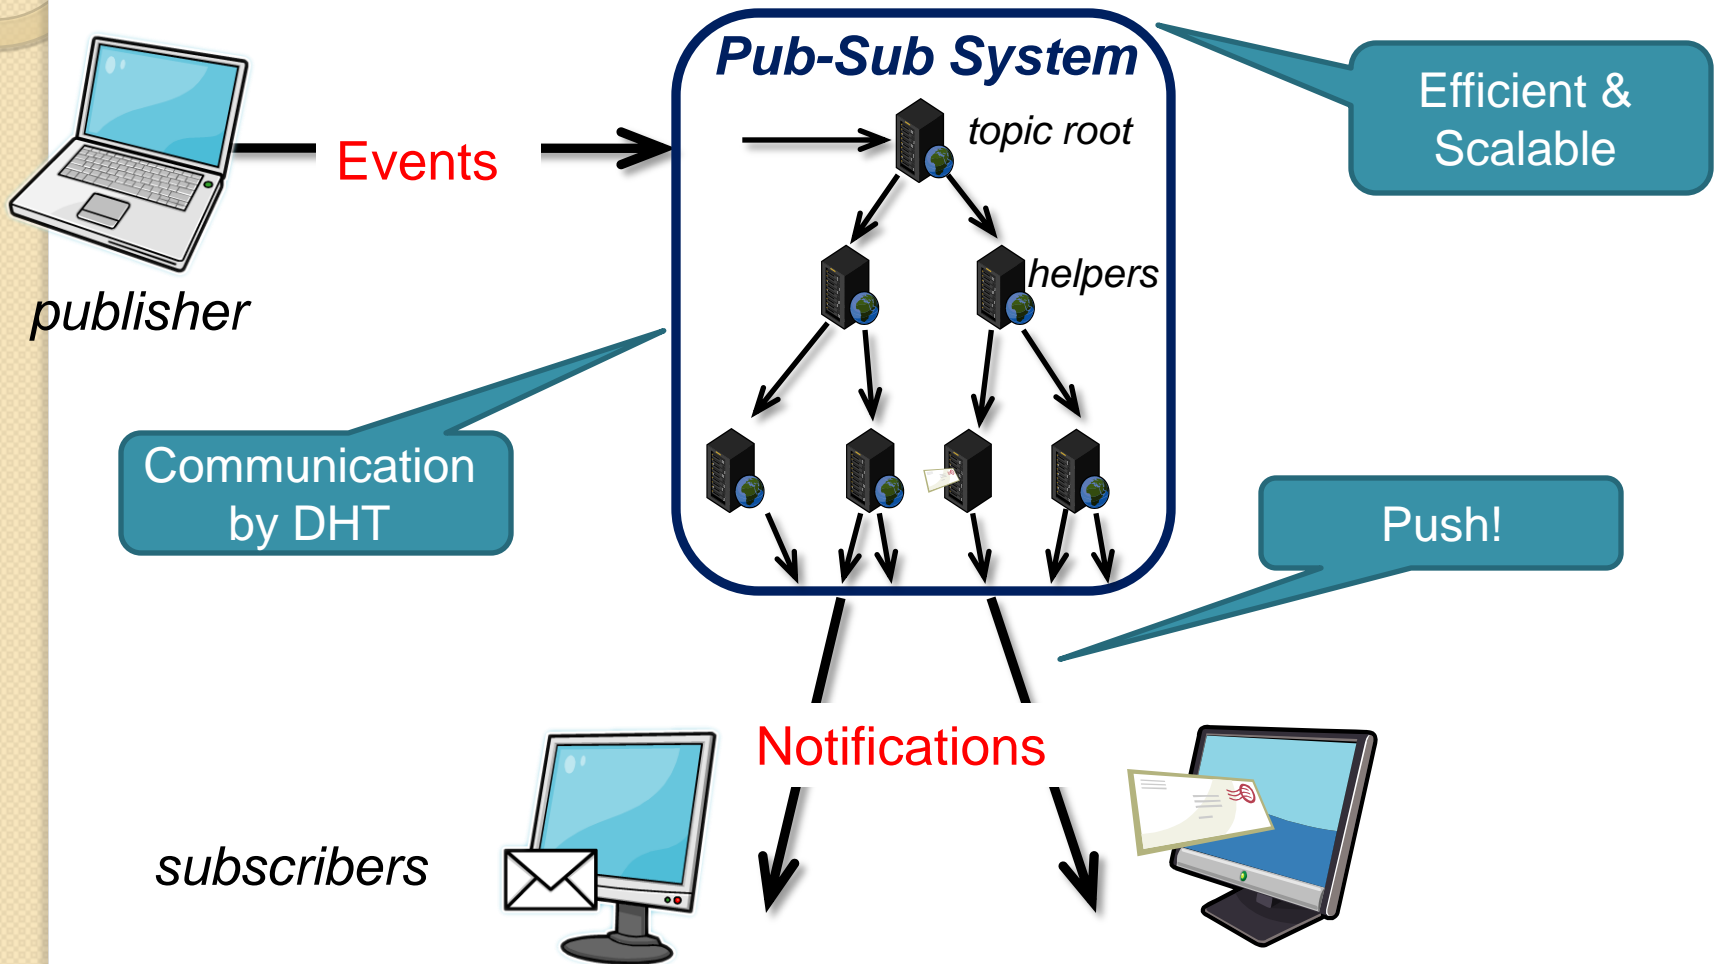 Pub-Sub System
Efficient &
Scalable
topic root
Events
helpers
publisher
Communication
by DHT
Push!
Notifications
subscribers